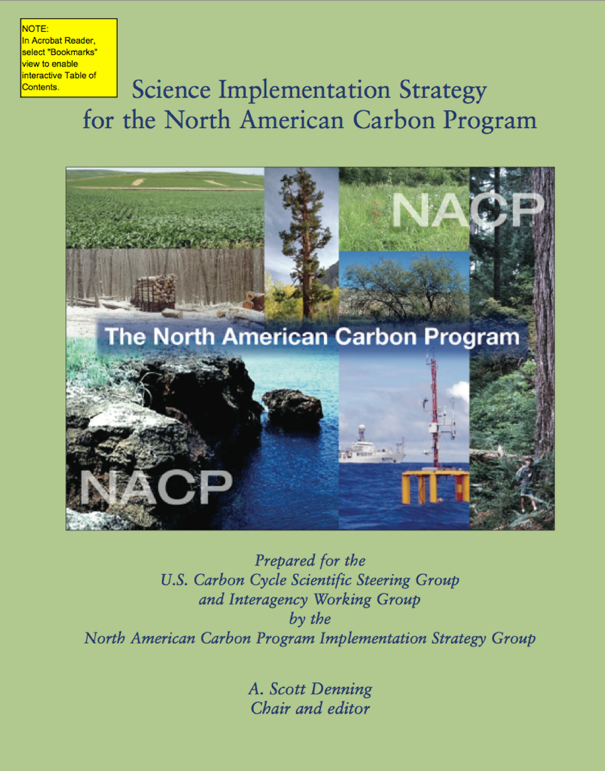 NOTE:
In Acrobat Reader,
select "Bookmarks"
view to enable
interactive Table of
Contents.
Science Implementation Strategy
for the North American Carbon Program
NACP
The North American Carbon Program
NACP
Prepared for the
U.S. Carbon Cycle Scientific Steering Group
and Interagency Working Group
by the
North American Carbon Program Implementation Strategy Group
A. Scott Denning
Chair and editor